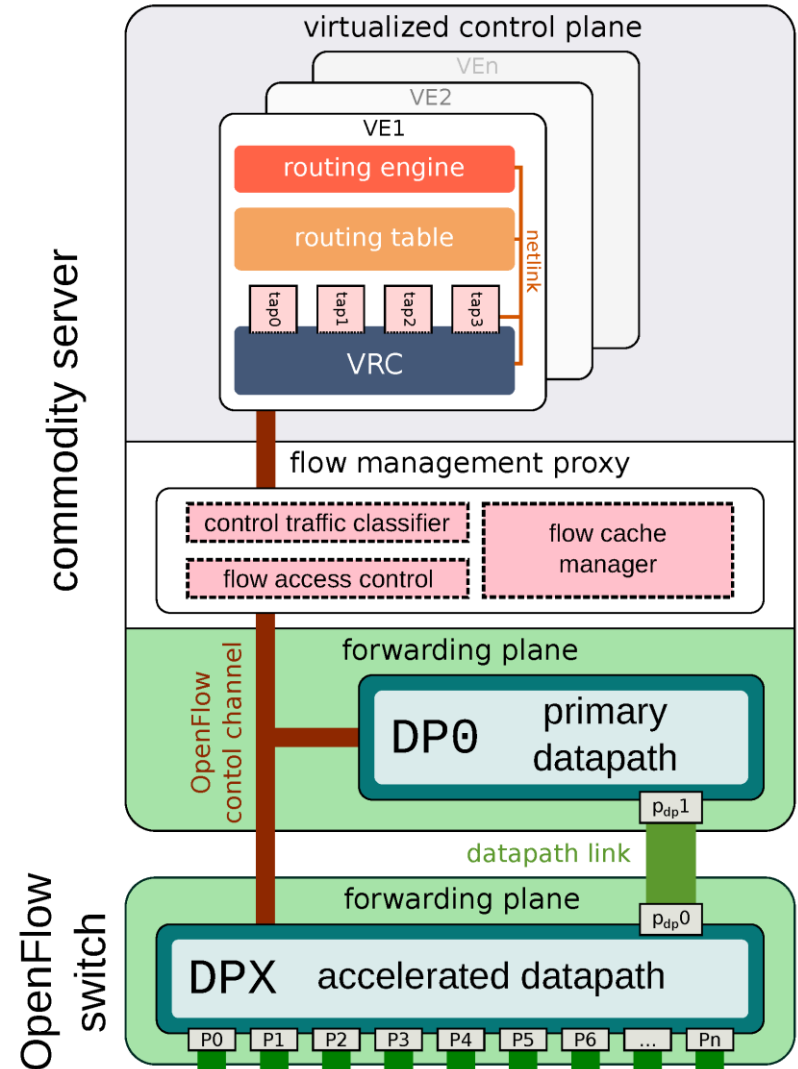 virtualized control plane
VEn
VE2
VE1
routing engine
routing table
netlink
tap0
tap1
tap2
tap3
VRC
commodity server
flow management proxy
control traffic classifier
flow access control
flow cache
manager
forwarding plane
OpenFlow
contol channel
DP0
primary
datapath
pdp1
datapath link
OpenFlow
switch
forwarding plane
pdp0
DPX accelerated datapath
P0 P1 P2 P3 P4 P5 P6 ... Pn